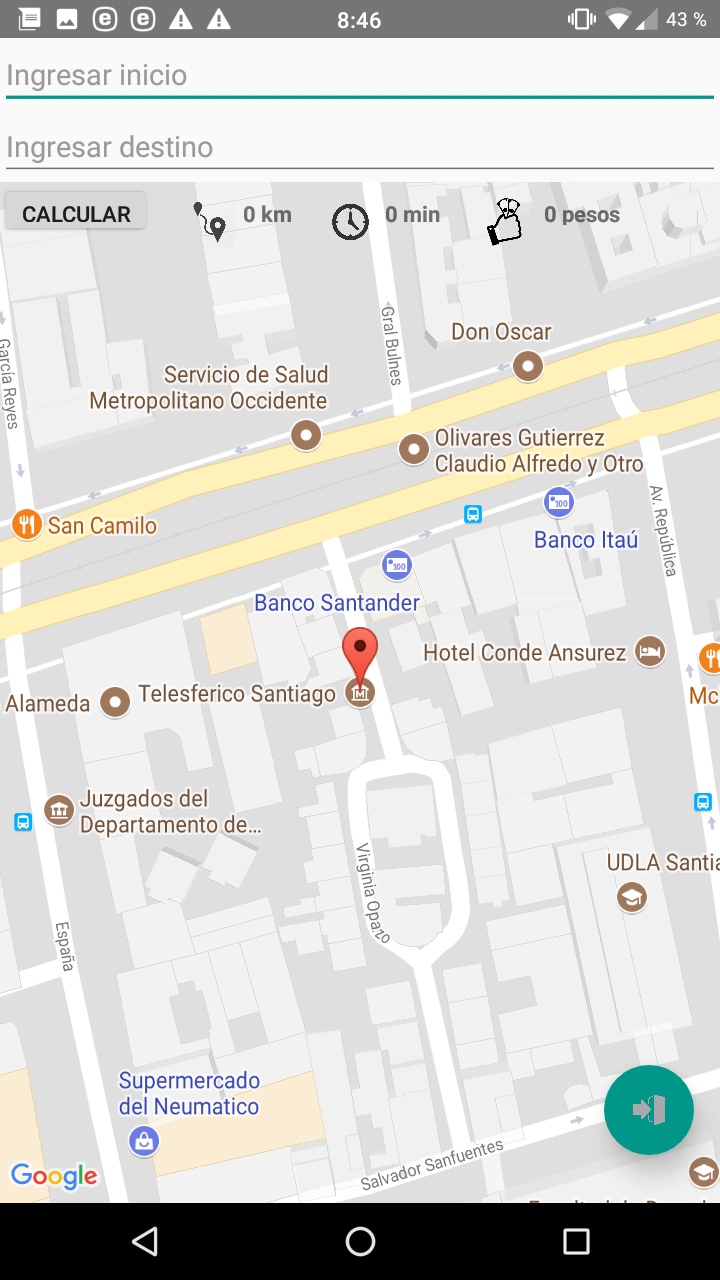 8:46
43 %
Ingresar inicio
Ingresar destino
CALCULAR
0 km
0 min
0 pesos
Don Oscar
Gral Bulnes
García Reyes
Servicio de Salud
Metropolitano Occidente
Olivares Gutierrez
Claudio Alfredo y Otro
San Camilo
100
Banco Itaú
Av. República
100
Banco Santander
Hotel Conde Ansurez
Telesferico Santiago
Mc
Alameda
Juzgados del
Departamento de...
Virginia Opazo
UDLA Santia
España
Supermercado
del Neumatico
Salvador Sanfuentes
Google